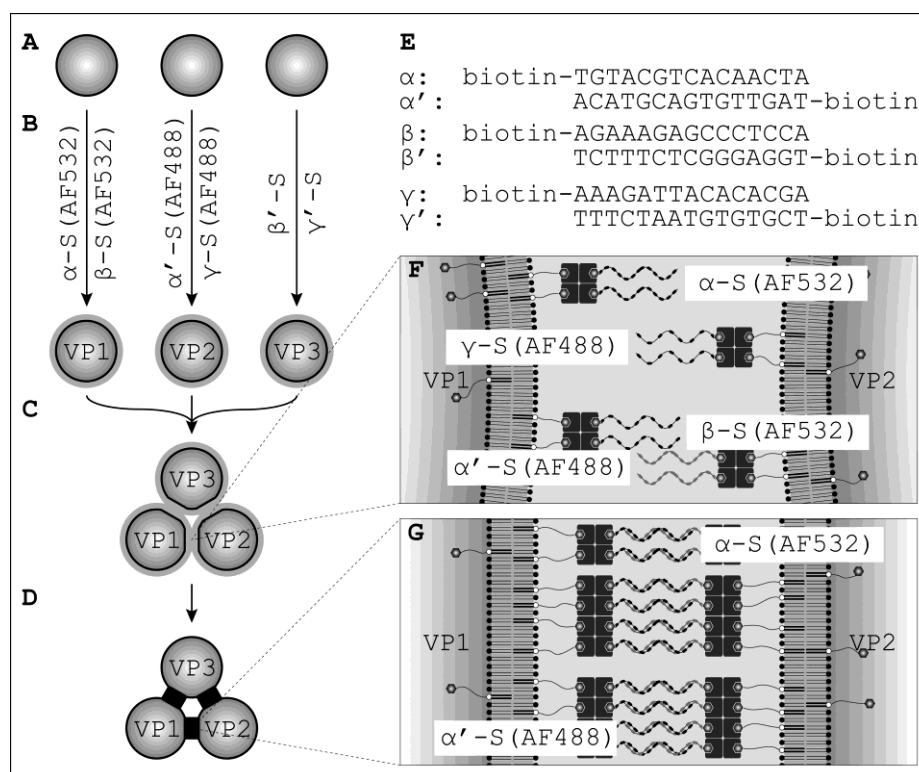 A
B
α-S(AF532)
β-S(AF532)
α′-S(AF488)
γ-S(AF488)
β′-S
γ′-S
VP1
VP2
VP3
C
VP3
VP1
VP2
D
VP3
VP1
VP2
E
α: biotin-TGTACGTCACAACTA
α′: ACATGCAGTGTTGAT-biotin
β: biotin-AGAAAGAGCCCTCCA
β′: TCTTTCTCGGGAGGT-biotin
γ: biotin-AAAGATTACACACGA
γ′: TTTCTAATGTGTGCT-biotin
F
α-S(AF532)
γ-S(AF488)
VP1
VP2
β-S(AF532)
α′-S(AF488)
G
α-S(AF532)
VP1
VP2
α′-S(AF488)